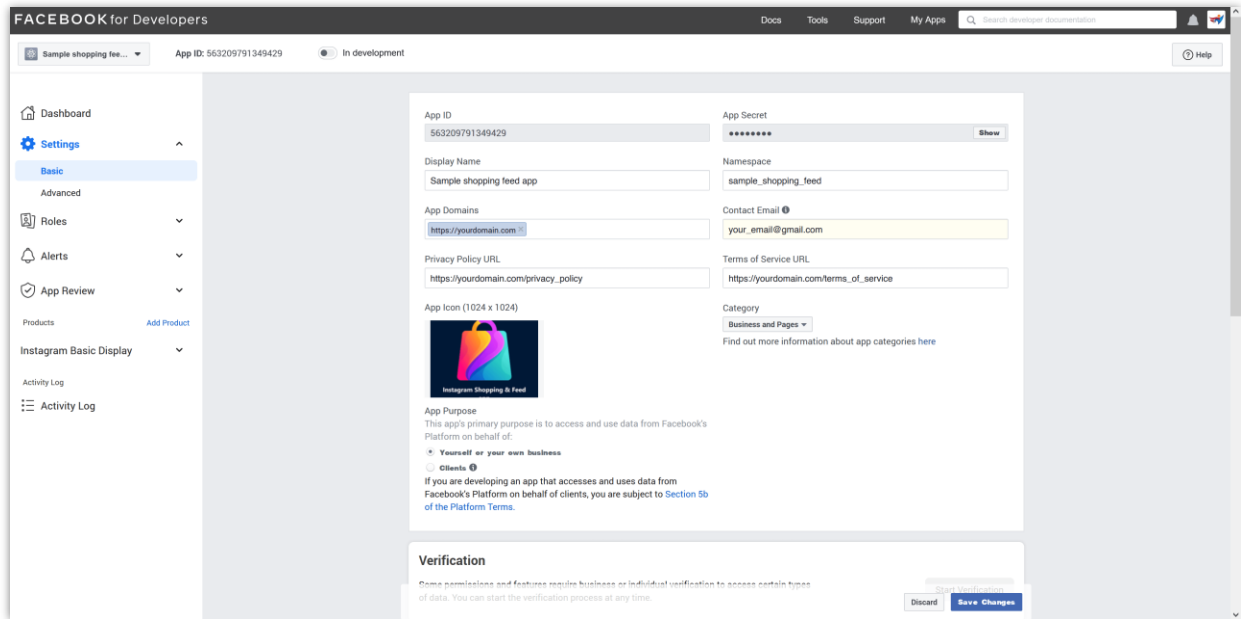 FACEBOOK for Developers
Docs
Tools
Support
My Apps
Search developer documentation
Sample shopping fee...
App ID: 563209791349429
In development
Help
Dashboard
Settings
Basic
Advanced
Roles
Alerts
App Review
Products
Add Product
Instagram Basic Display
Activity Log
Activity Log
App ID
563209791349429
App Secret
●●●●●●●●
Show
Display Name
Sample shopping feed app
Namespace
sample_shopping_feed
App Domains
https://yourdomain.com ×
Contact Email
your_email@gmail.com
Privacy Policy URL
https://yourdomain.com/privacy_policy
Terms of Service URL
https://yourdomain.com/terms_of_service
App Icon (1024 x 1024)
Instagram Shopping & Feed
Category
Business and Pages
Find out more information about app categories here
App Purpose
This app's primary purpose is to access and use data from Facebook's
Platform on behalf of:
Yourself or your own business
Clients
If you are developing an app that accesses and uses data from
Facebook's Platform on behalf of clients, you are subject to Section 5b
of the Platform Terms.
Verification
Some permissions and features require business or individual verification to access certain types
of data. You can start the verification process at any time.
Start Verification
Discard
Save Changes